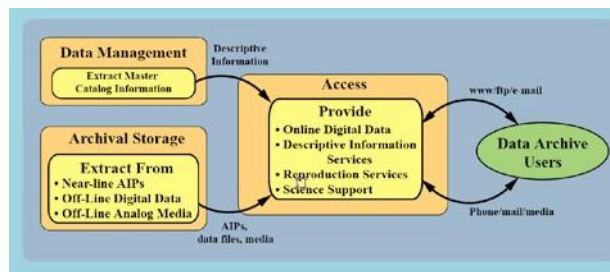 Data Management
Extract Master
Catalog Information
Descriptive
Information
Archival Storage
Extract From
• Near-line AIPs
• Off-Line Digital Data
• Off-Line Analog Media
AIPs,
data files, media
Access
Provide
• Online Digital Data
• Descriptive Information
Services
• Reproduction Services
• Science Support
www/ftp/e-mail
Data Archive
Users
Phone/mail/media